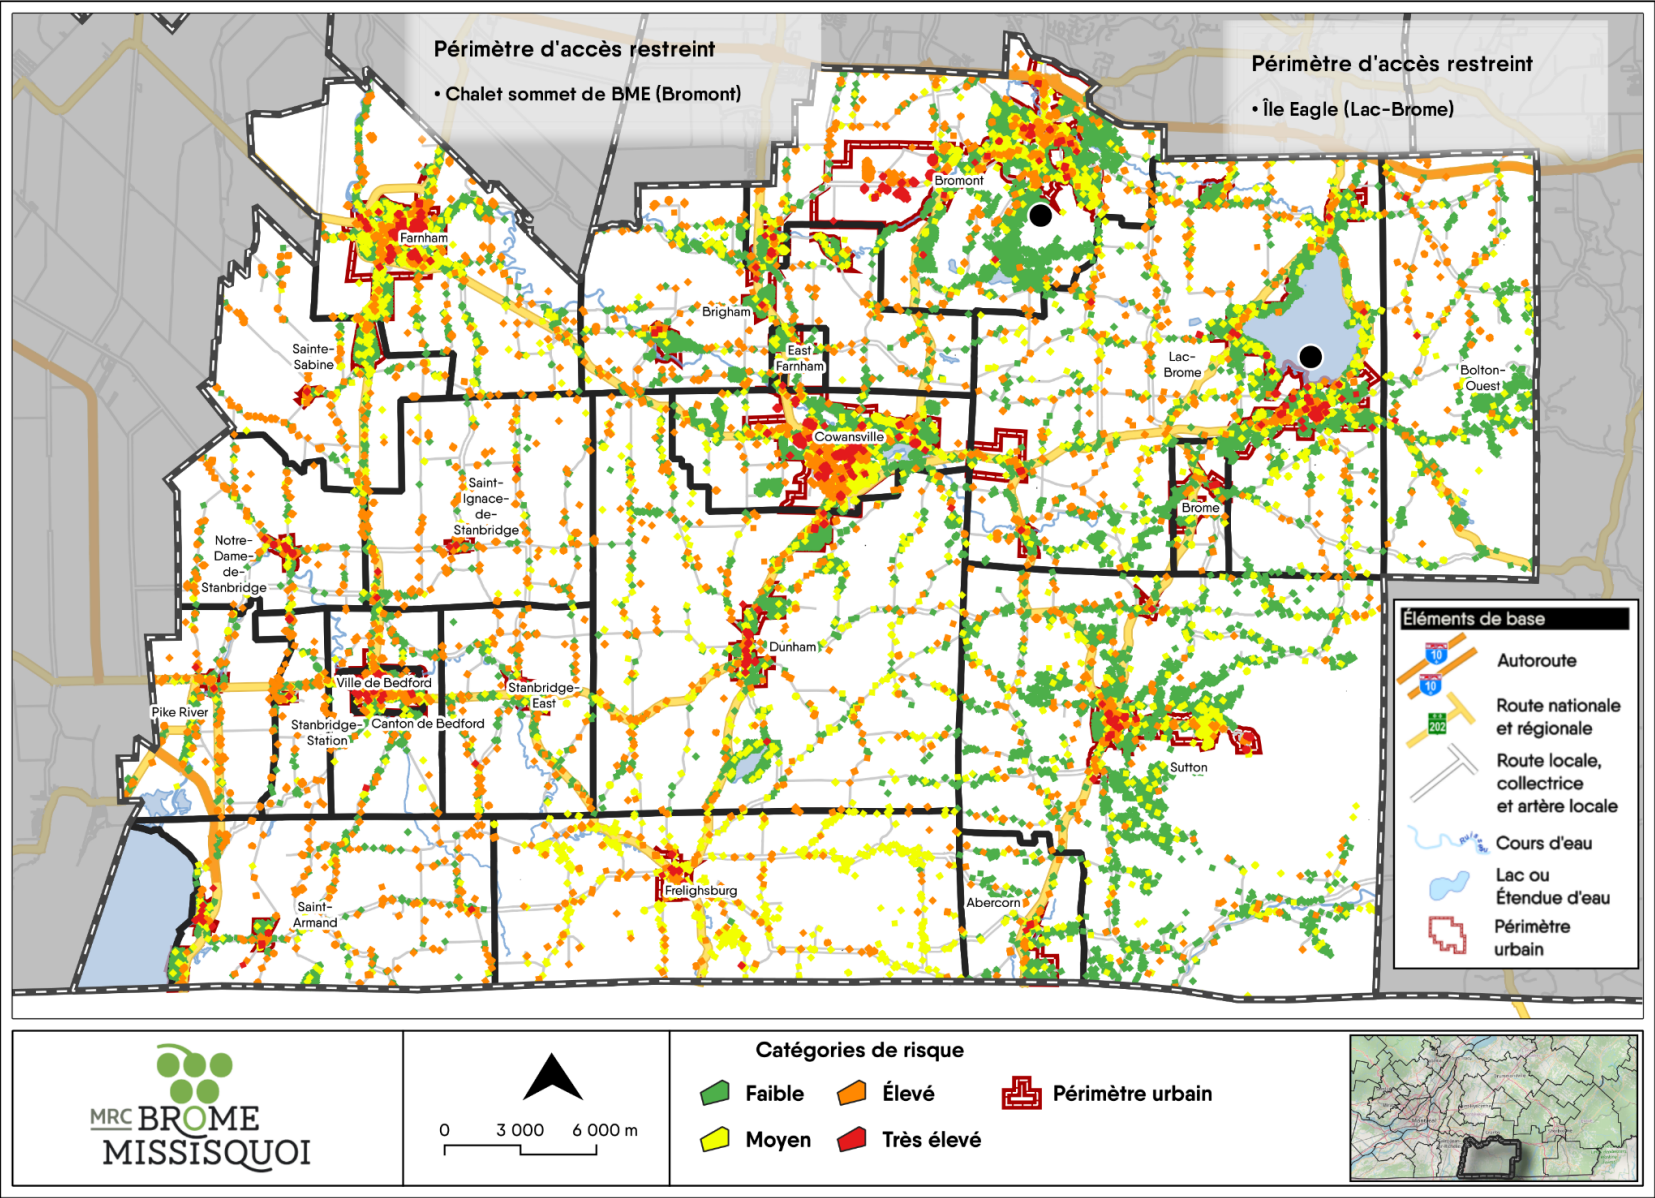 Périmètre d'accès restreint
• Chalet sommet de BME (Bromont)
Périmètre d'accès restreint
• Île Eagle (Lac-Brome)
Bromont
Farnham
Brigham
East
Farnham
Sainte-
Sabine
Lac-
Brome
Bolton-
Ouest
Cowansville
Saint-
Ignace-
de-
Stanbridge
Brome
Notre-
Dame-
de-
Stanbridge
Dunham
Ville de Bedford
Stanbridge-
East
Pike River
Stanbridge-
Station
Canton de Bedford
Sutton
Frelighsburg
Abercorn
Saint-
Armand
Éléments de base
10
10
Autoroute
202
Route nationale
et régionale
Route locale,
collectrice
et artère locale
Cours d'eau
Lac ou
Étendue d'eau
Périmètre
urbain
MRC BROME
MISSISQUOI
0 3 000 6 000 m
Catégories de risque
Faible
Élevé
Périmètre urbain
Moyen
Très élevé